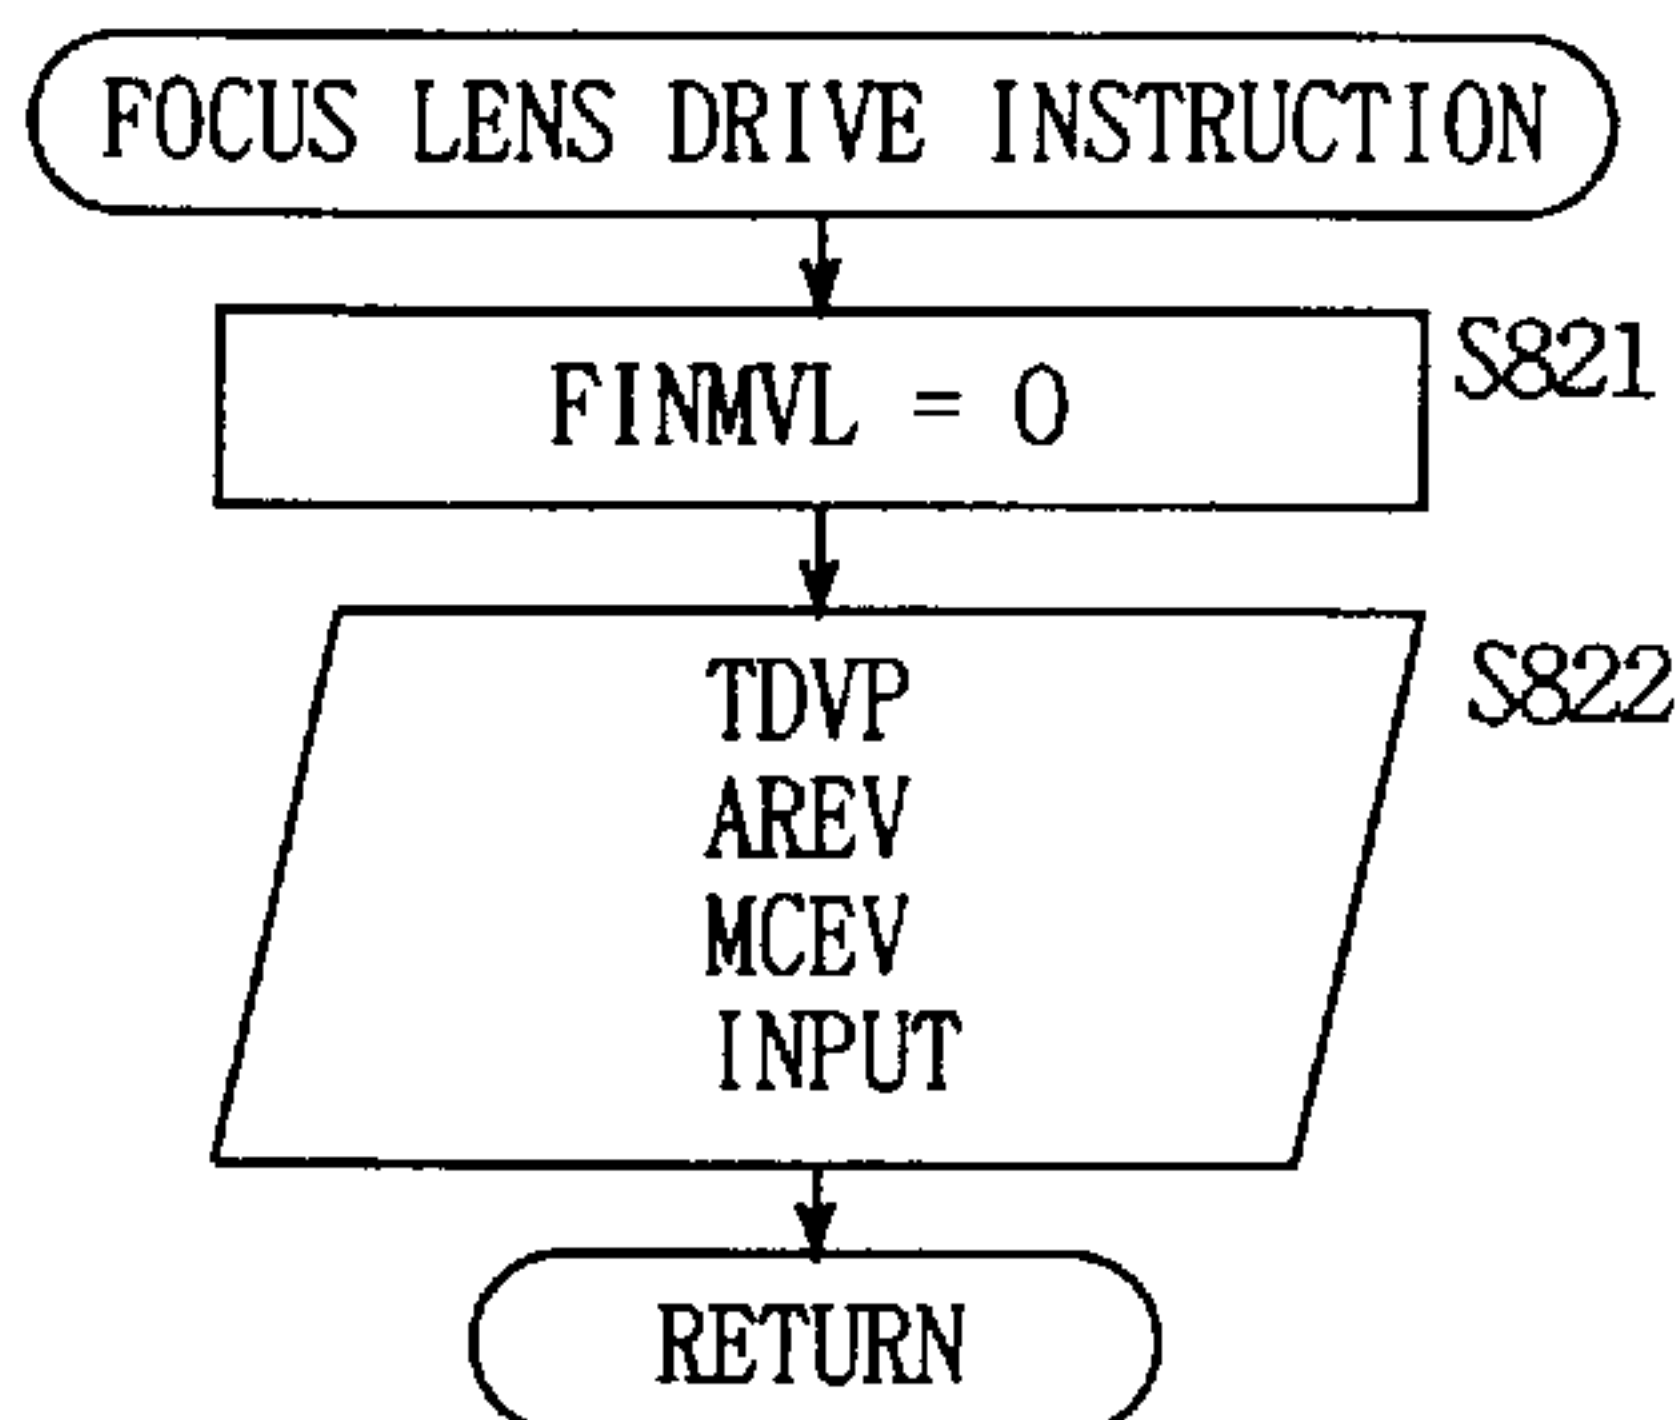 FOCUS LENS DRIVE INSTRUCTION
FINMVL = 0
S821
TDVP
AREV
MCEV
INPUT
S822
RETURN